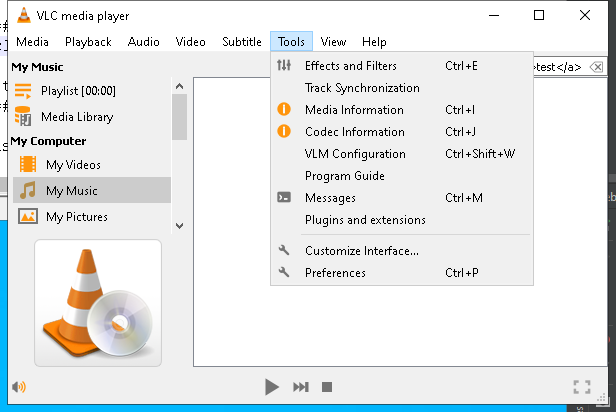 VLC media player
Media Playback Audio Video Subtitle Tools View Help
My Music
Playlist [00:00]
Media Library
My Computer
My Videos
My Music
My Pictures
Effects and Filters Ctrl+E
Track Synchronization
Media Information Ctrl+I
Codec Information Ctrl+J
VLM Configuration Ctrl+Shift+W
Program Guide
Messages Ctrl+M
Plugins and extensions
Customize Interface...
Preferences Ctrl+P
test</a>